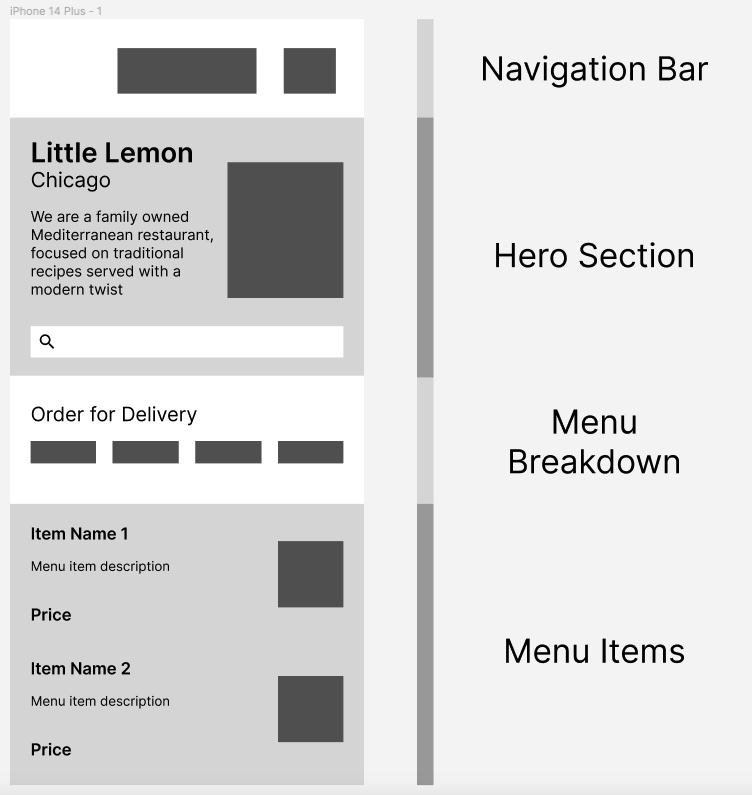 iPhone 14 Plus - 1
Navigation Bar
Little Lemon
Chicago
We are a family owned
Mediterranean restaurant,
focused on traditional
recipes served with a
modern twist
Hero Section
Order for Delivery
Menu
Breakdown
Item Name 1
Menu item description
Price
Item Name 2
Menu item description
Price
Menu Items